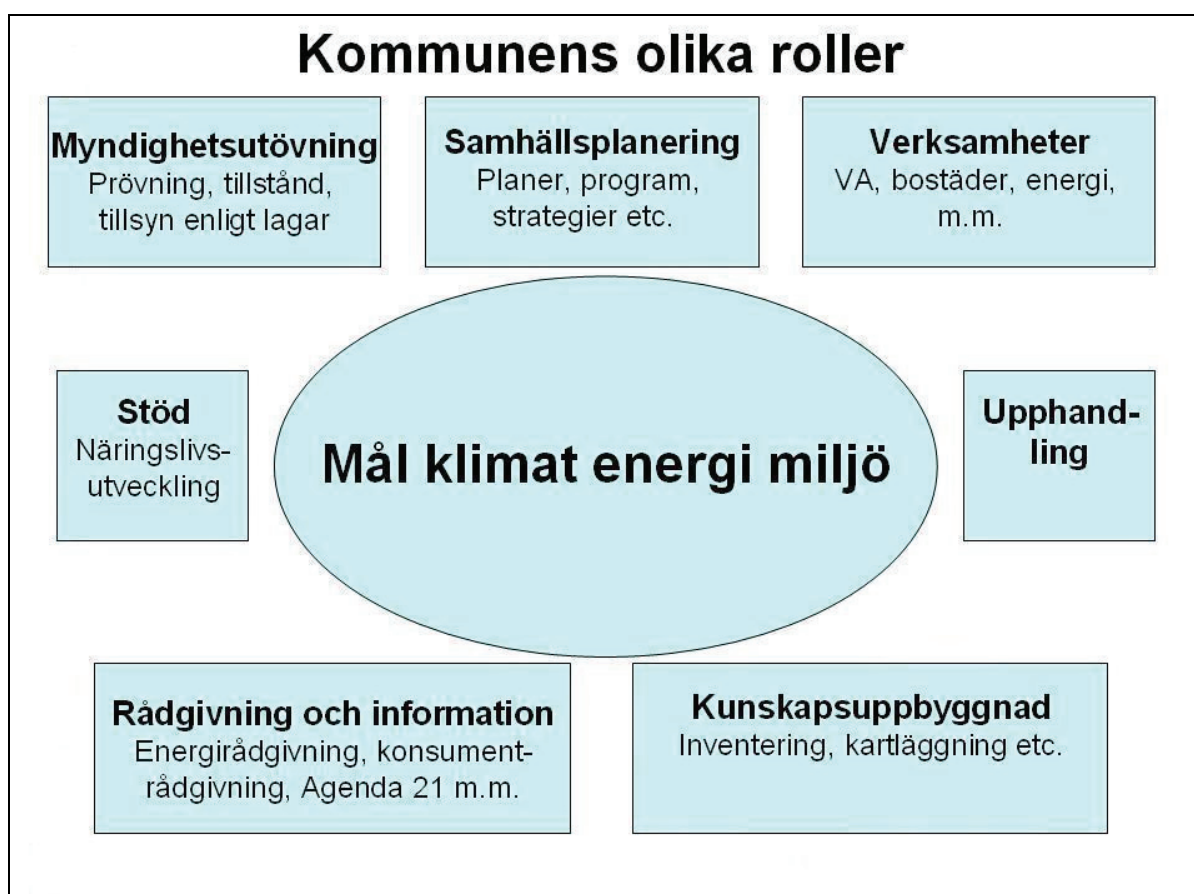 Kommunens olika roller
Myndighetsutövning
Prövning, tillstånd,
tillsyn enligt lagar
Samhällsplanering
Planer, program,
strategier etc.
Verksamheter
VA, bostäder, energi,
m.m.
Stöd
Näringslivs-
utveckling
Mål klimat energi miljö
Upphand-
ling
Rådgivning och information
Energirådgivning, konsument-
rådgivning, Agenda 21 m.m.
Kunskapsuppbyggnad
Inventering, kartläggning etc.